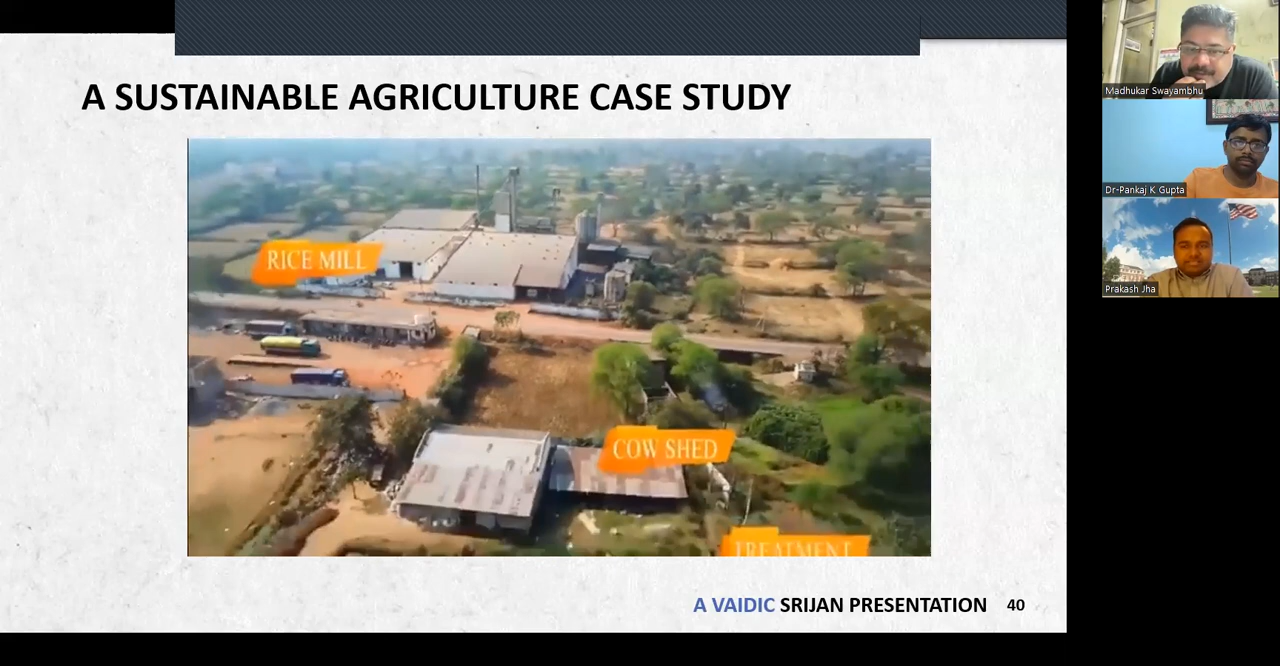 A SUSTAINABLE AGRICULTURE CASE STUDY
RICE MILL
COW SHED
TREATMENT
A VAIDIC SRIJAN PRESENTATION 40
Madhukar Swayambhu
Dr-Pankaj K Gupta
Prakash Jha